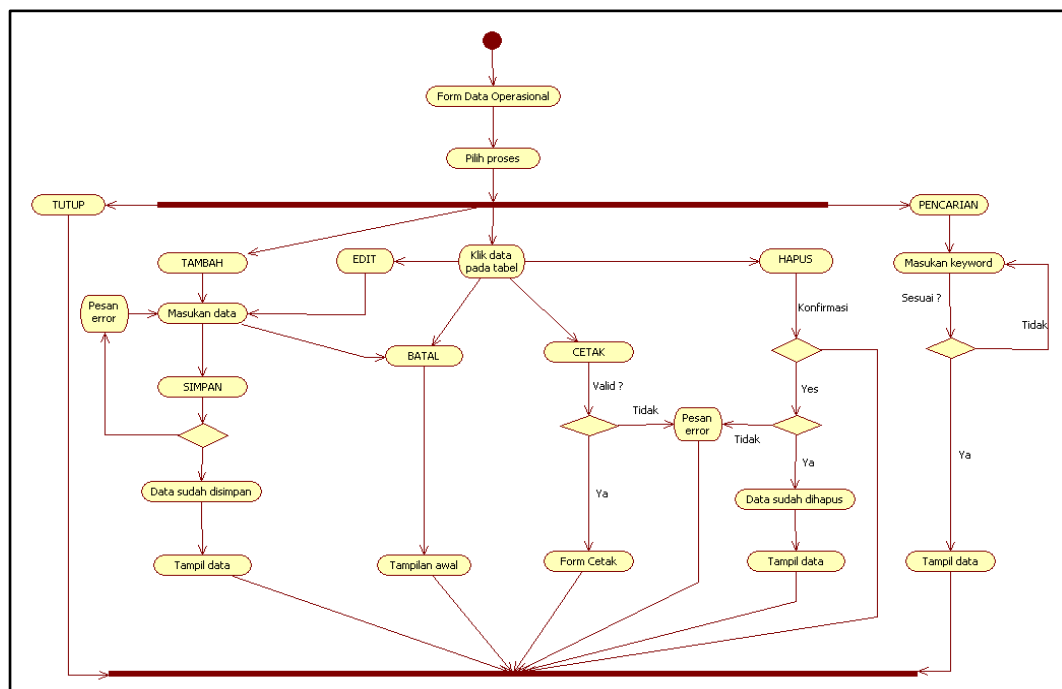 Form Data Operasional
Pilih proses
TUTUP
PENCARIAN
TAMBAH
EDIT
Klik data
pada tabel
HAPUS
Masukan keyword
Pesan
error
Masukan data
Konfirmasi
Sesuai ?
Tidak
BATAL
CETAK
SIMPAN
Valid ?
Yes
Tidak
Pesan
error
Tidak
Ya
Ya
Data sudah disimpan
Ya
Data sudah dihapus
Tampil data
Tampilan awal
Form Cetak
Tampil data
Tampil data